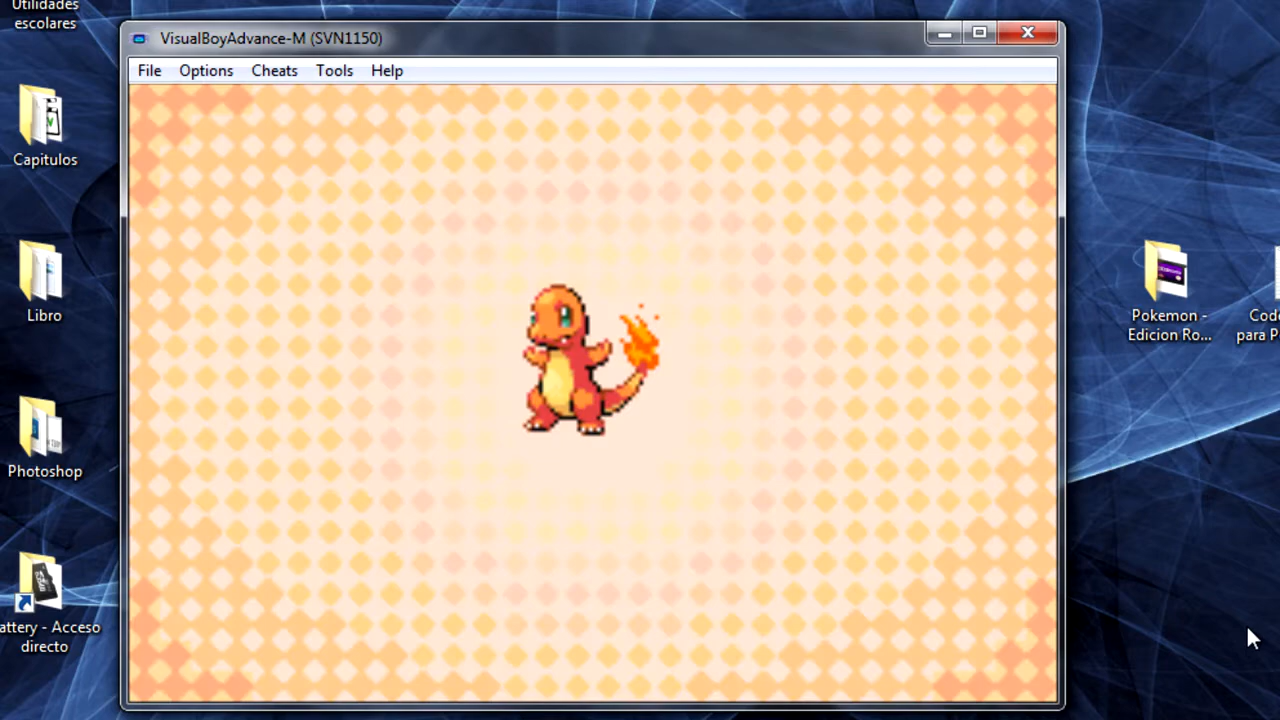 Utilidades
escolares
VisualBoyAdvance-M (SVN1150)
File Options Cheats Tools Help
Capitulos
Libro
Photoshop
attery - Acceso
directo
Pokemon -
Edicion Ro...
Cod
para P